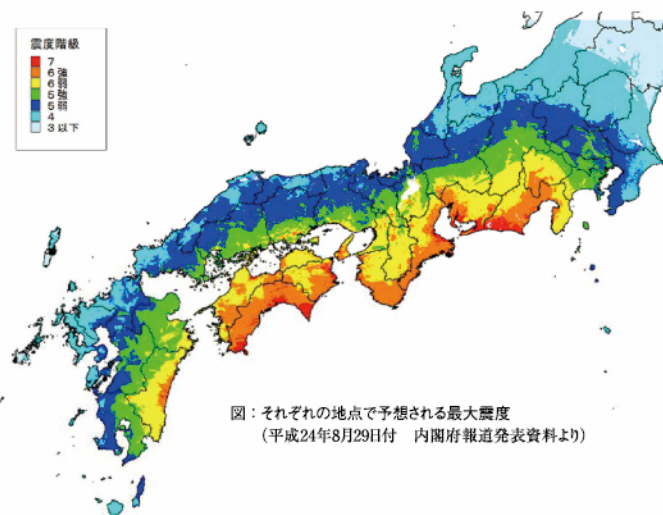 震度階級
7
6強
6弱
5強
5弱
4
3以下
図：それぞれの地点で予想される最大震度
（平成24年8月29日付　内閣府報道発表資料より）